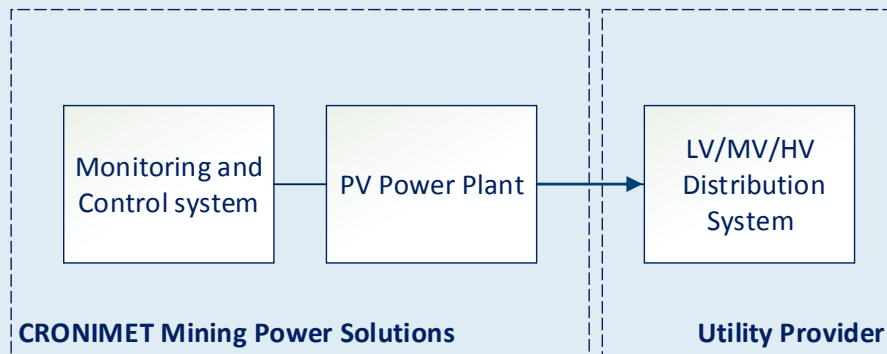 Monitoring and
Control system
PV Power Plant
LV/MV/HV
Distribution
System
CRONIMET Mining Power Solutions
Utility Provider